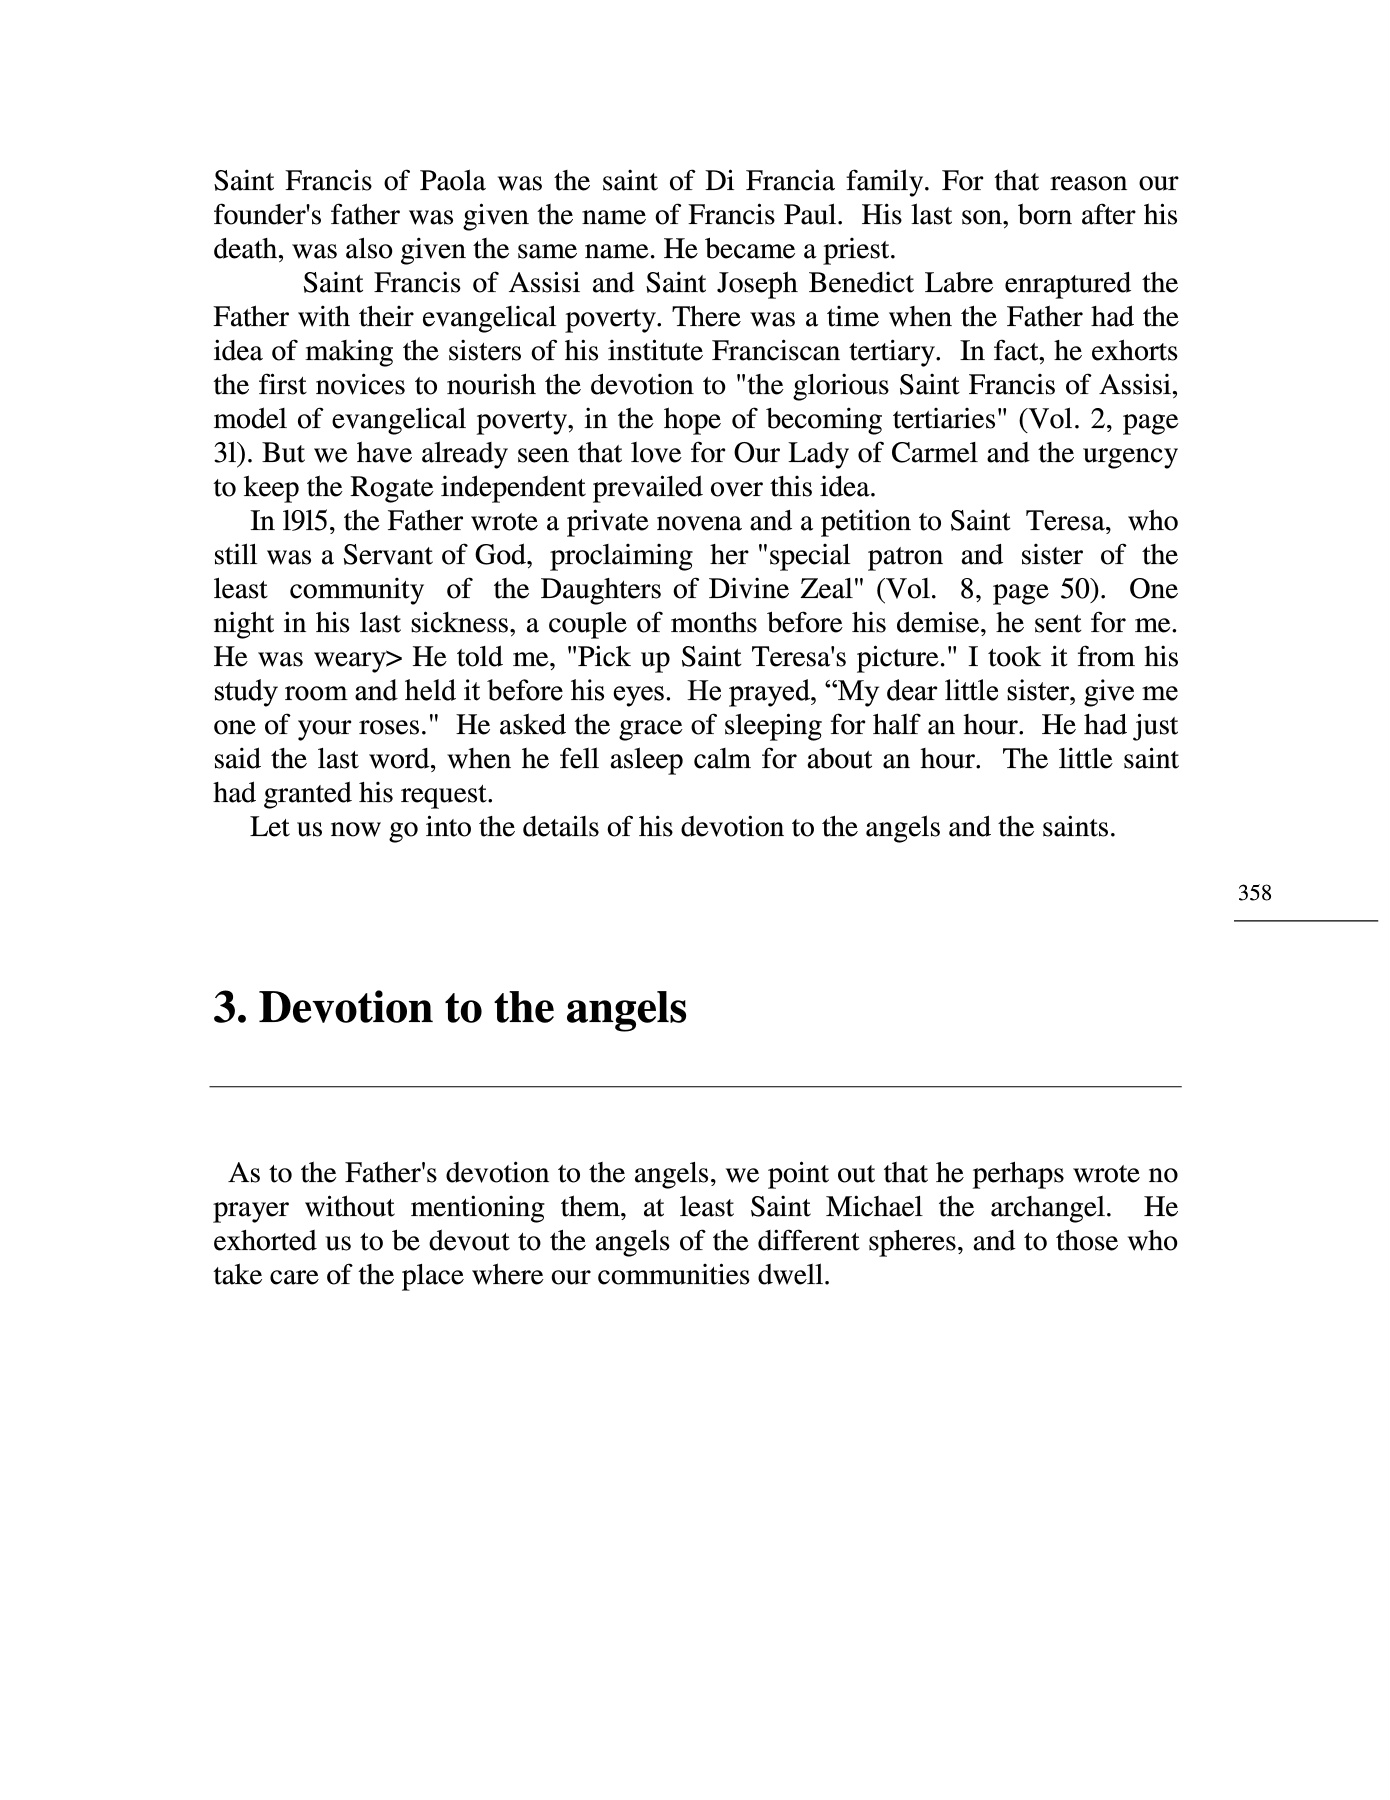 Saint Francis of Paola was the saint of Di Francia family. For that reason our
founder's father was given the name of Francis Paul.  His last son, born after his
death, was also given the same name. He became a priest.
Saint Francis of Assisi and Saint Joseph Benedict Labre enraptured the
Father with their evangelical poverty. There was a time when the Father had the
idea of making the sisters of his institute Franciscan tertiary.  In fact, he exhorts
the first novices to nourish the devotion to "the glorious Saint Francis of Assisi,
model of evangelical poverty, in the hope of becoming tertiaries" (Vol. 2, page
3l). But we have already seen that love for Our Lady of Carmel and the urgency
to keep the Rogate independent prevailed over this idea.
In l9l5, the Father wrote a private novena and a petition to Saint  Teresa,  who
still was a Servant of God,  proclaiming  her "special  patron  and  sister  of  the
least  community  of  the Daughters of Divine Zeal" (Vol.  8, page 50).  One
night in his last sickness, a couple of months before his demise, he sent for me.
He was weary> He told me, "Pick up Saint Teresa's picture." I took it from his
study room and held it before his eyes.  He prayed, “My dear little sister, give me
one of your roses."  He asked the grace of sleeping for half an hour.  He had just
said the last word, when he fell asleep calm for about an hour.  The little saint
had granted his request.
Let us now go into the details of his devotion to the angels and the saints.
358
3. Devotion to the angels
As to the Father's devotion to the angels, we point out that he perhaps wrote no
prayer without mentioning them, at least Saint Michael the archangel.  He
exhorted us to be devout to the angels of the different spheres, and to those who
take care of the place where our communities dwell.